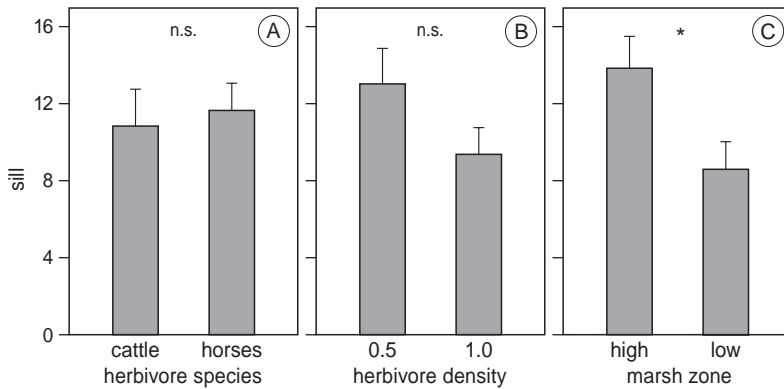 16
12
8
4
0
sill
n.s.
A
cattle horses
herbivore species
n.s.
B
0.5 1.0
herbivore density
*
C
high low
marsh zone